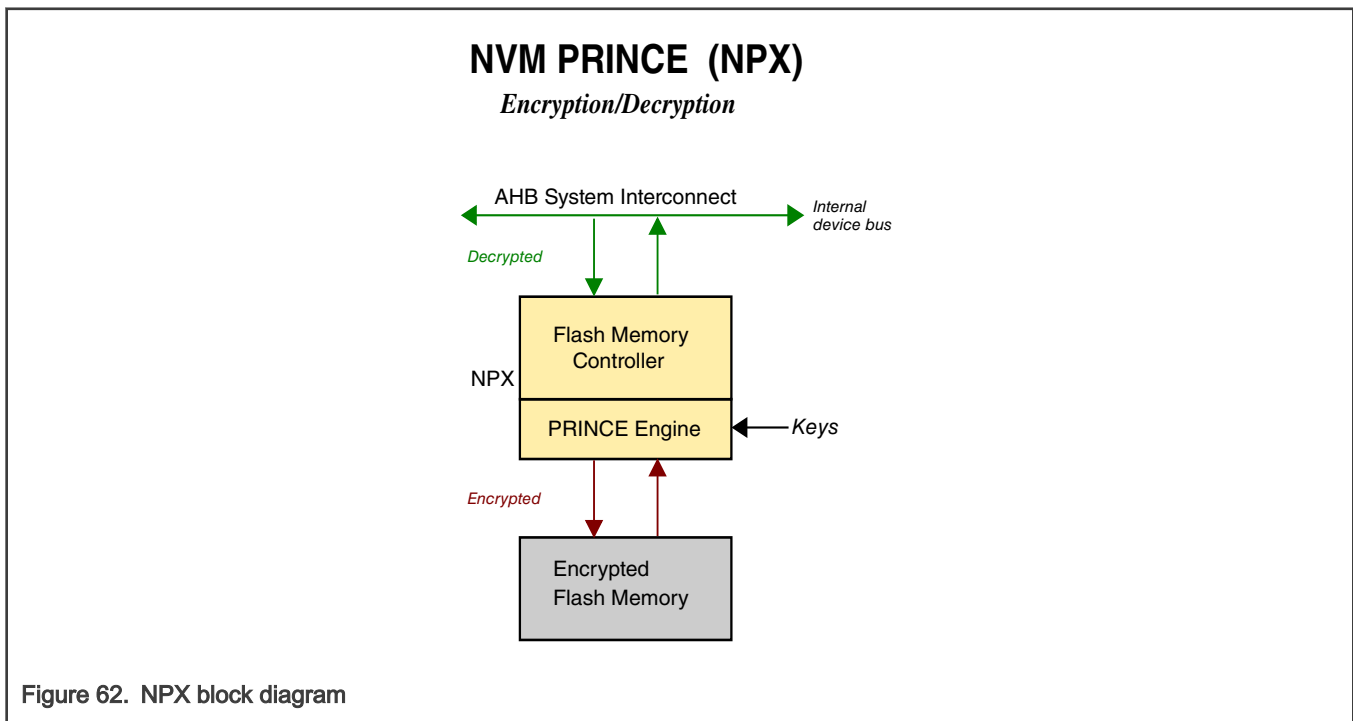 NVM PRINCE (NPX)
Encryption/Decryption
AHB System Interconnect
Internal
device bus
Decrypted
Flash Memory
Controller
NPX
PRINCE Engine
Keys
Encrypted
Encrypted
Flash Memory
Figure 62. NPX block diagram